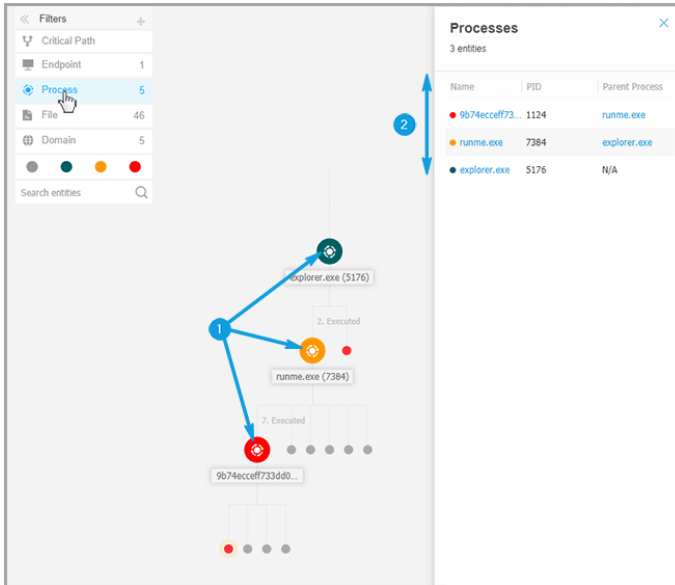 Filters
Critical Path
Endpoint 1
Process 5
File 46
Domain 5
Search entities
1
explorer.exe (5176)
2. Executed
runme.exe (7384)
7. Executed
9b74ecceff733dd0...
2
Processes
3 entities
Name PID Parent Process
9b74ecceff73... 1124 runme.exe
runme.exe 7384 explorer.exe
explorer.exe 5176 N/A